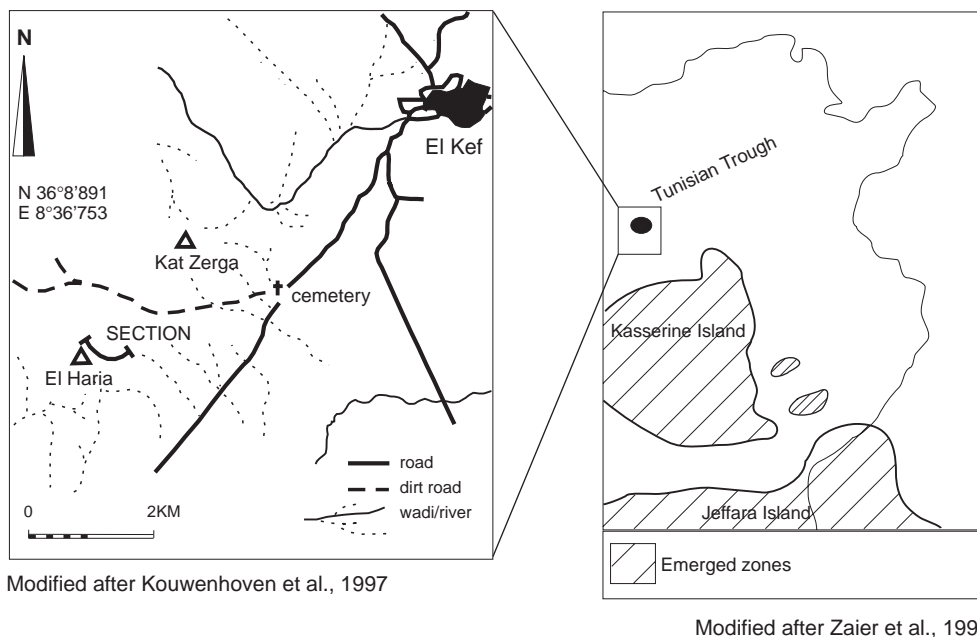 N
El Kef
N 36°8'891
E 8°36'753
Kat Zerga
cemetery
SECTION
El Haria
road
dirt road
wadi/river
0 2KM
Modified after Kouwenhoven et al., 1997
Tunisian Trough
Kasserine Island
Jeffara Island
Emerged zones
Modified after Zaier et al., 199